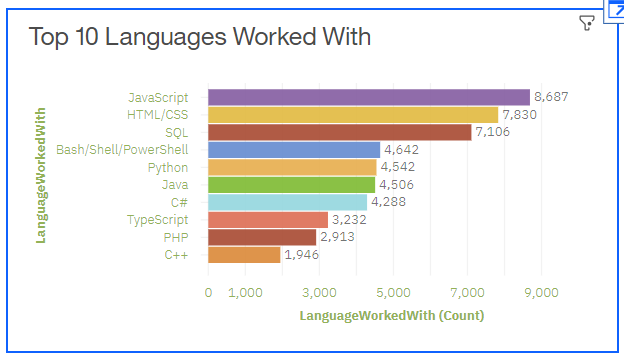 Top 10 Languages Worked With
LanguageWorkedWith
JavaScript 8,687
HTML/CSS 7,830
SQL 7,106
Bash/Shell/PowerShell 4,642
Python 4,542
Java 4,506
C# 4,288
TypeScript 3,232
PHP 2,913
C++ 1,946
0 1,000 3,000 5,000 7,000 9,000
LanguageWorkedWith (Count)